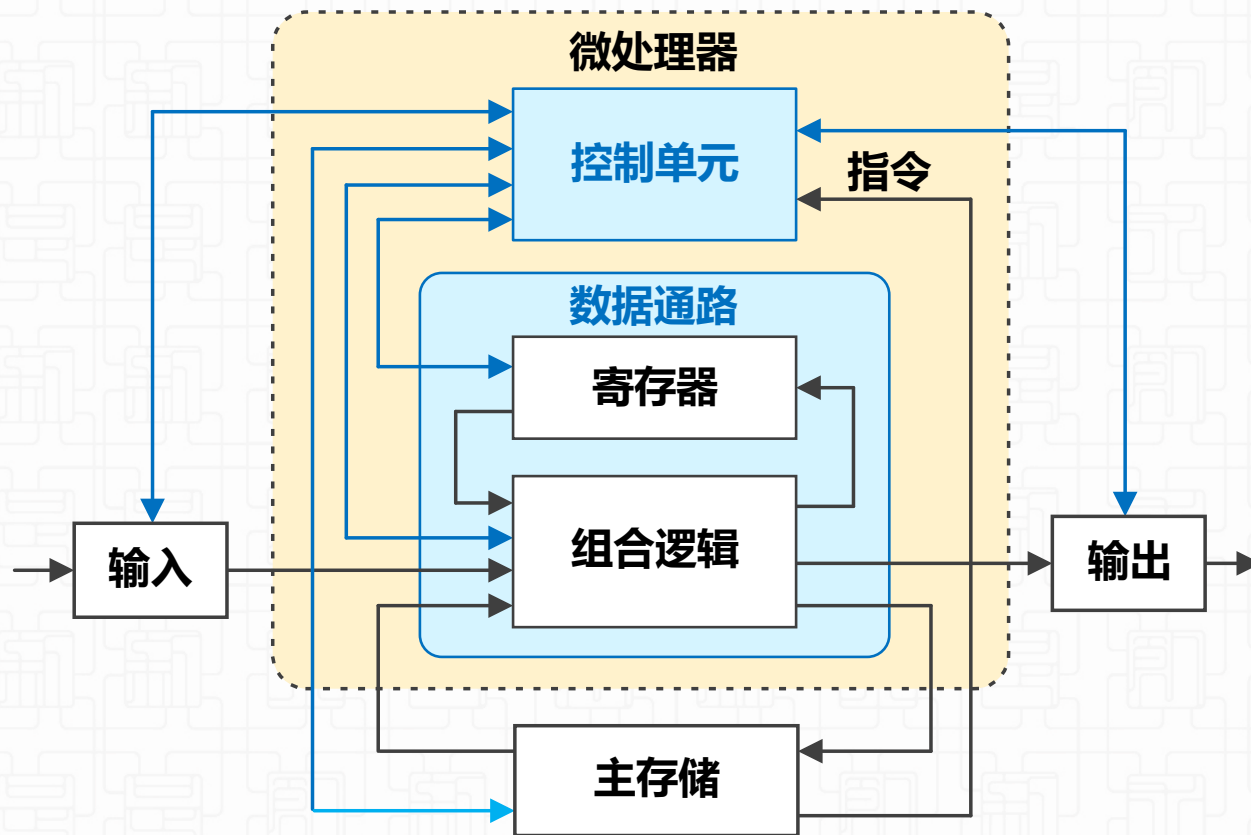 微处理器
控制单元
指令
数据通路
寄存器
组合逻辑
输入
输出
主存储